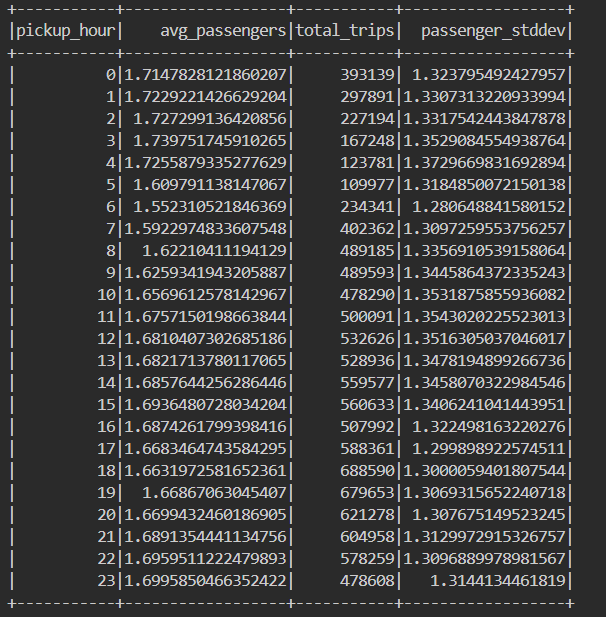 +-----------+------------------+-----------+------------------+
|pickup_hour|    avg_passengers|total_trips|  passenger_stddev|
+-----------+------------------+-----------+------------------+
|          0|1.7147828121860207|     393139| 1.323795492427957|
|          1|1.7229221426629204|     297891|1.3307313220933994|
|          2| 1.727299136420856|     227194|1.3317542443847878|
|          3| 1.739751745910265|     167248|1.3529084554938764|
|          4|1.7255879335277629|     123781|1.3729669831692894|
|          5| 1.609791138147067|     109977|1.3184850072150138|
|          6| 1.552310521846369|     234341| 1.280648841580152|
|          7|1.5922974833607548|     402362|1.3097259553756257|
|          8|  1.62210411194129|     489185|1.3356910539158064|
|          9|1.6259341943205887|     489593|1.3445864372335243|
|         10|1.6569612578142967|     478290|1.3531875855936082|
|         11|1.6757150198663844|     500091|1.3543020225523013|
|         12|1.6810407302685186|     532626|1.3516305037046017|
|         13|1.6821713780117065|     528936|1.3478194899266736|
|         14|1.6857644256286446|     559577|1.3458070322984546|
|         15|1.6936480728034204|     560633|1.3406241041443951|
|         16|1.6874261799398416|     507992| 1.322498163220276|
|         17|1.6683464743584295|     588361| 1.299898922574511|
|         18|1.6631972581652361|     688590|1.3000059401807544|
|         19|  1.66867063045407|     679653|1.3069315652240718|
|         20|1.6699432460186905|     621278| 1.307675149523245|
|         21|1.6891354441134756|     604958|1.3129972915326757|
|         22|1.6959511222479893|     578259|1.3096889978981567|
|         23|1.6995850466352422|     478608|  1.3144134461819|
+-----------+------------------+-----------+------------------+